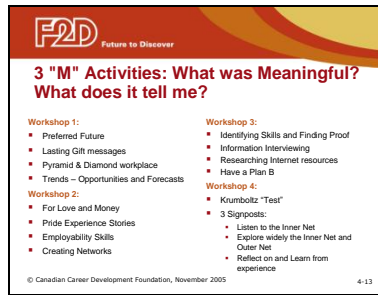 F2D Future to Discover
3 "M" Activities: What was Meaningful?
What does it tell me?
Workshop 1:
Preferred Future
Lasting Gift messages
Pyramid & Diamond workplace
Trends – Opportunities and Forecasts
Workshop 2:
For Love and Money
Pride Experience Stories
Employability Skills
Creating Networks
Workshop 3:
Identifying Skills and Finding Proof
Information Interviewing
Researching Internet resources
Have a Plan B
Workshop 4:
Krumboltz "Test"
3 Signposts:
Listen to the Inner Net
Explore widely the Inner Net and
Outer Net
Reflect on and Learn from
experience
© Canadian Career Development Foundation, November 2005
4-13